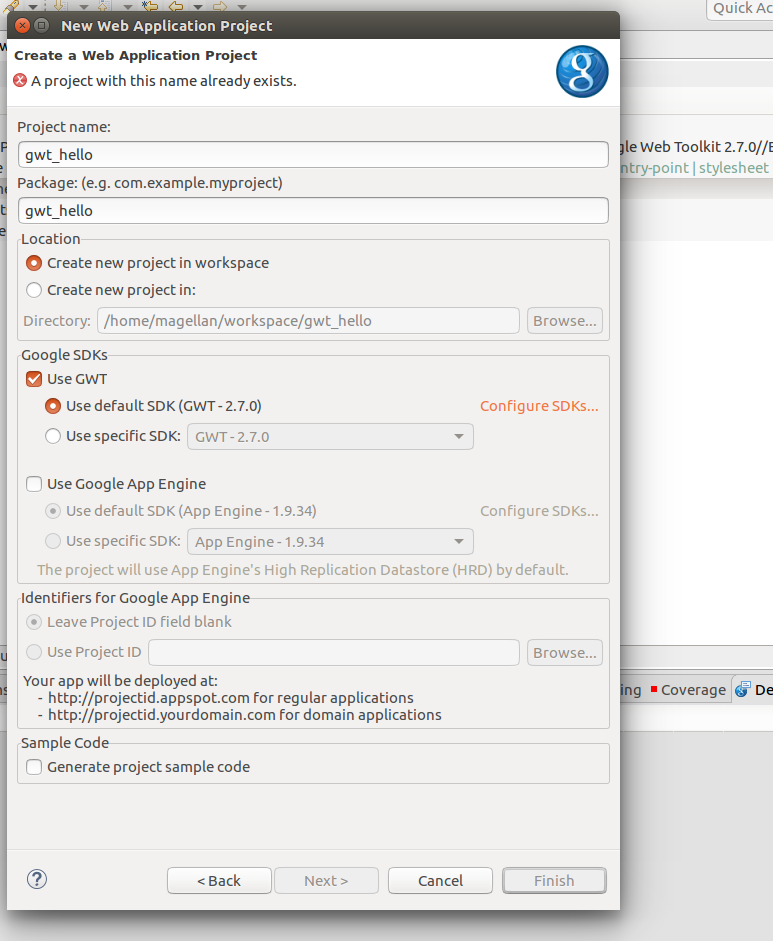 Quick Ac
New Web Application Project
Create a Web Application Project
A project with this name already exists.
Project name:
gwt_hello
gle Web Toolkit 2.7.0//E
ntry-point | stylesheet
Package: (e.g. com.example.myproject)
gwt_hello
Location
Create new project in workspace
Create new project in:
Directory: /home/magellan/workspace/gwt_hello Browse...
Google SDKs
Use GWT
Use default SDK (GWT - 2.7.0) Configure SDKs...
Use specific SDK: GWT - 2.7.0
Use Google App Engine
Use default SDK (App Engine - 1.9.34) Configure SDKs...
Use specific SDK: App Engine - 1.9.34
The project will use App Engine's High Replication Datastore (HRD) by default.
Identifiers for Google App Engine
Leave Project ID field blank
Use Project ID Browse...
Your app will be deployed at:
- http://projectid.appspot.com for regular applications
- http://projectid.yourdomain.com for domain applications
ing Coverage De
Sample Code
Generate project sample code
? < Back Next > Cancel Finish